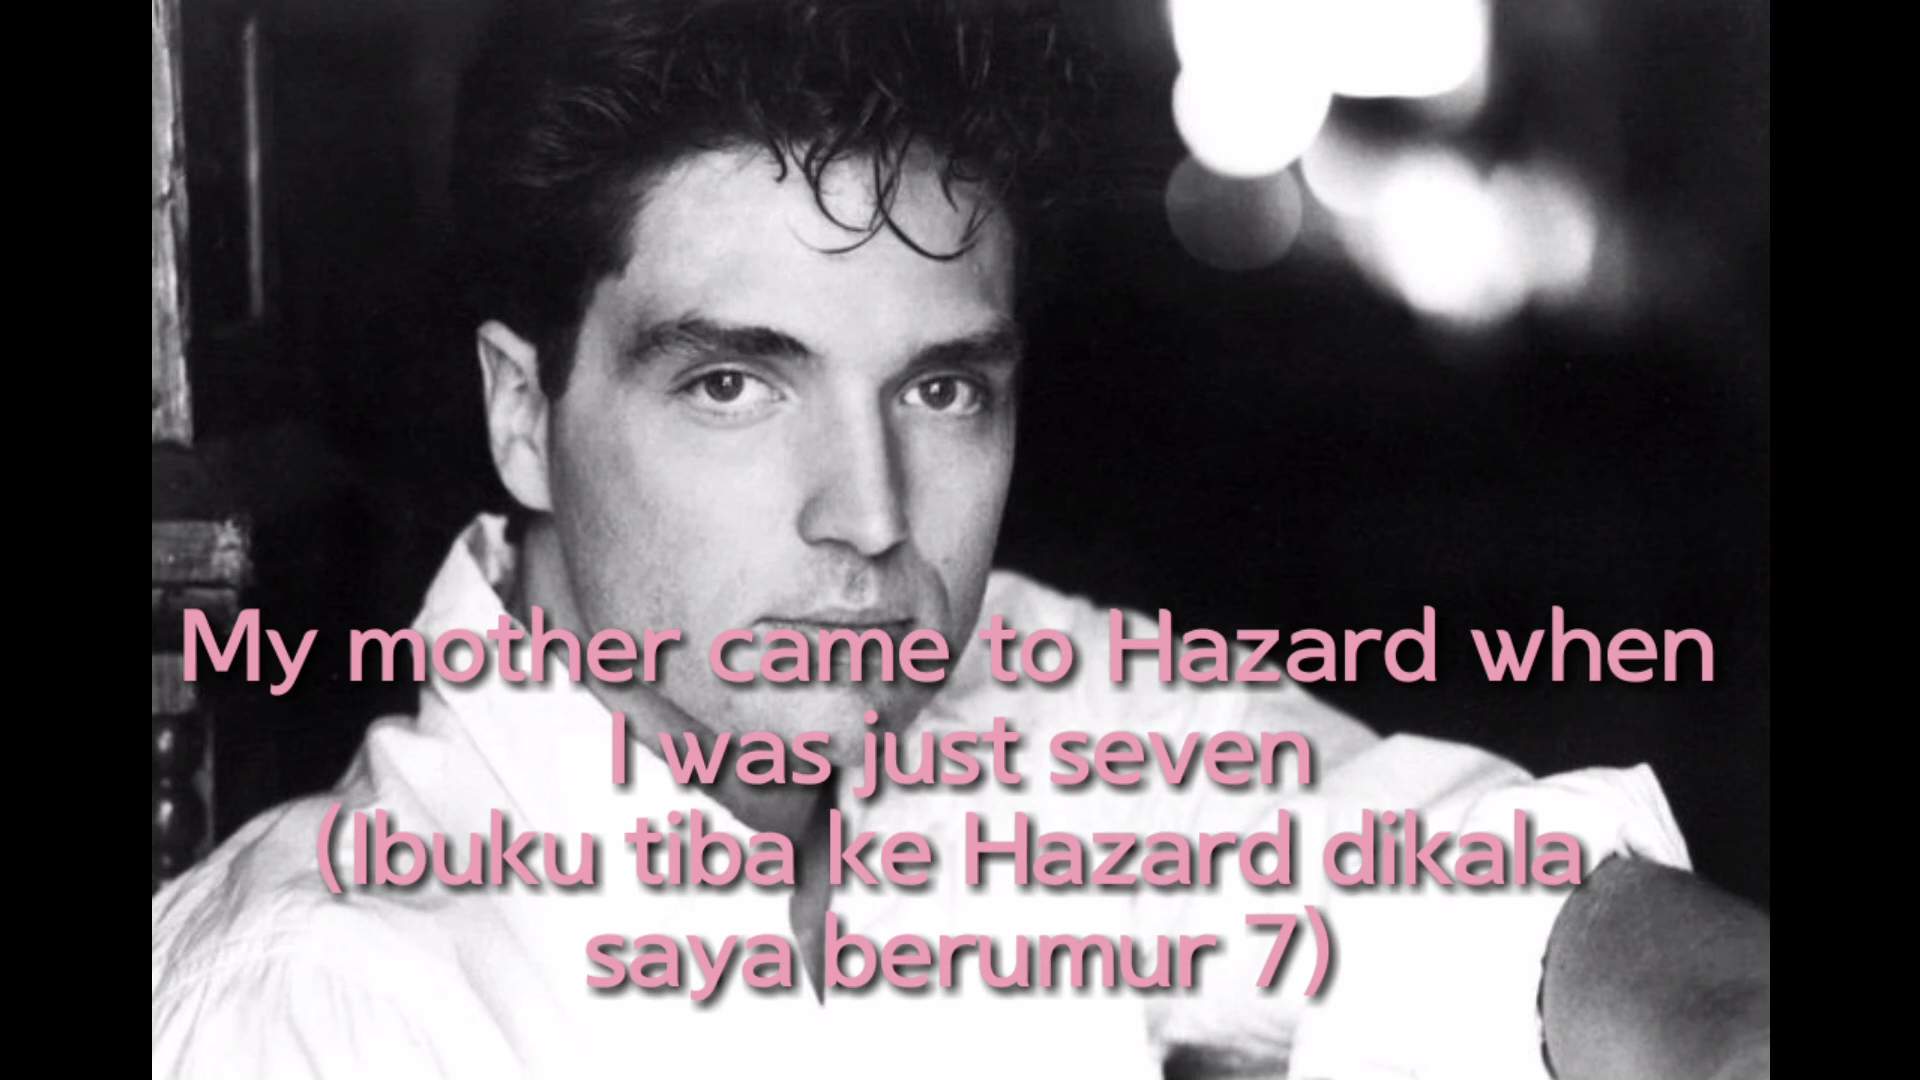 My mother came to Hazard when
I was just seven
(Ibuku tiba ke Hazard dikala
saya berumur 7)